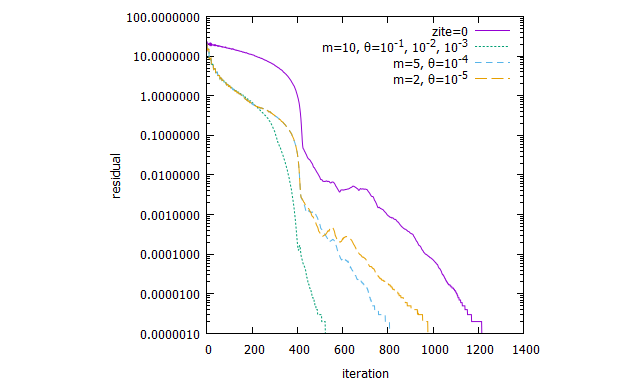 100.0000000
10.0000000
1.0000000
0.1000000
0.0100000
0.0010000
0.0001000
0.0000100
0.0000010
residual
zite=0
m=10, θ=10⁻¹, 10⁻², 10⁻³
m=5, θ=10⁻⁴
m=2, θ=10⁻⁵
0 200 400 600 800 1000 1200 1400
iteration